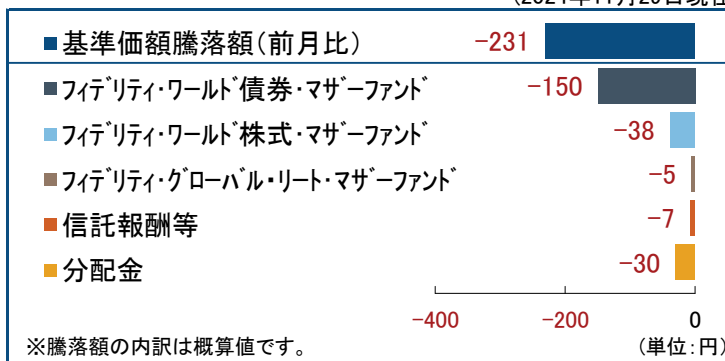 ■基準価額騰落額(前月比) -231
■フィデリティ・ワールド債券・マザーファンド -150
■フィデリティ・ワールド株式・マザーファンド -38
■フィデリティ・グローバル・リート・マザーファンド -5
■信託報酬等 -7
■分配金 -30
-400 -200 0
※騰落額の内訳は概算値です。 (単位:円)